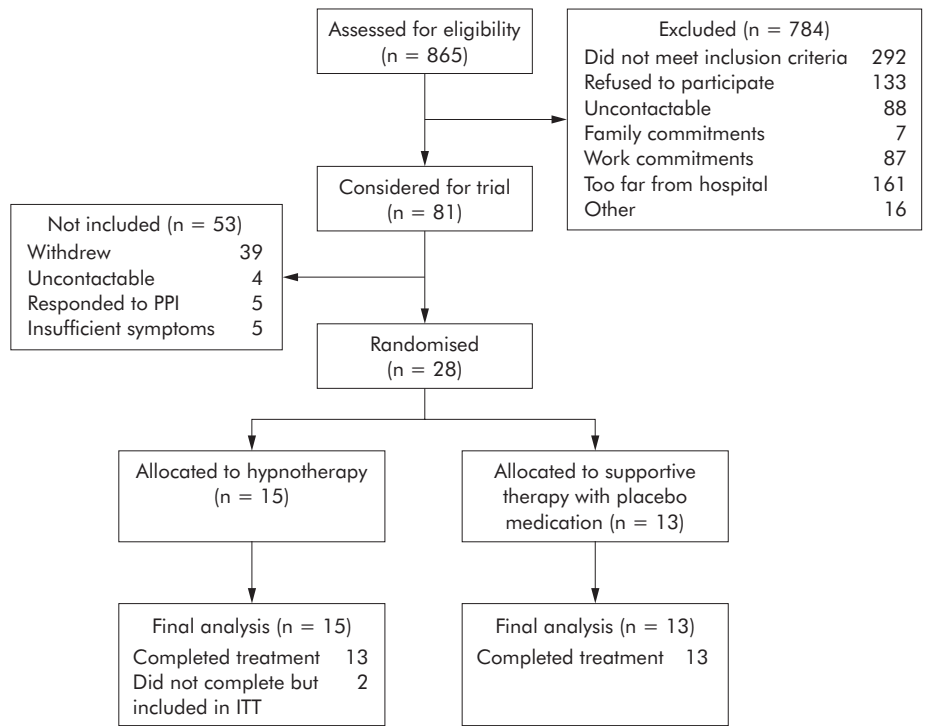 Assessed for eligibility
(n = 865)
Excluded (n = 784)
Did not meet inclusion criteria 292
Refused to participate 133
Uncontactable 88
Family commitments 7
Work commitments 87
Too far from hospital 161
Other 16
Considered for trial
(n = 81)
Not included (n = 53)
Withdrew 39
Uncontactable 4
Responded to PPI 5
Insufficient symptoms 5
Randomised
(n = 28)
Allocated to hypnotherapy
(n = 15)
Allocated to supportive
therapy with placebo
medication (n = 13)
Final analysis (n = 15)
Completed treatment 13
Did not complete but 2
included in ITT
Final analysis (n = 13)
Completed treatment 13